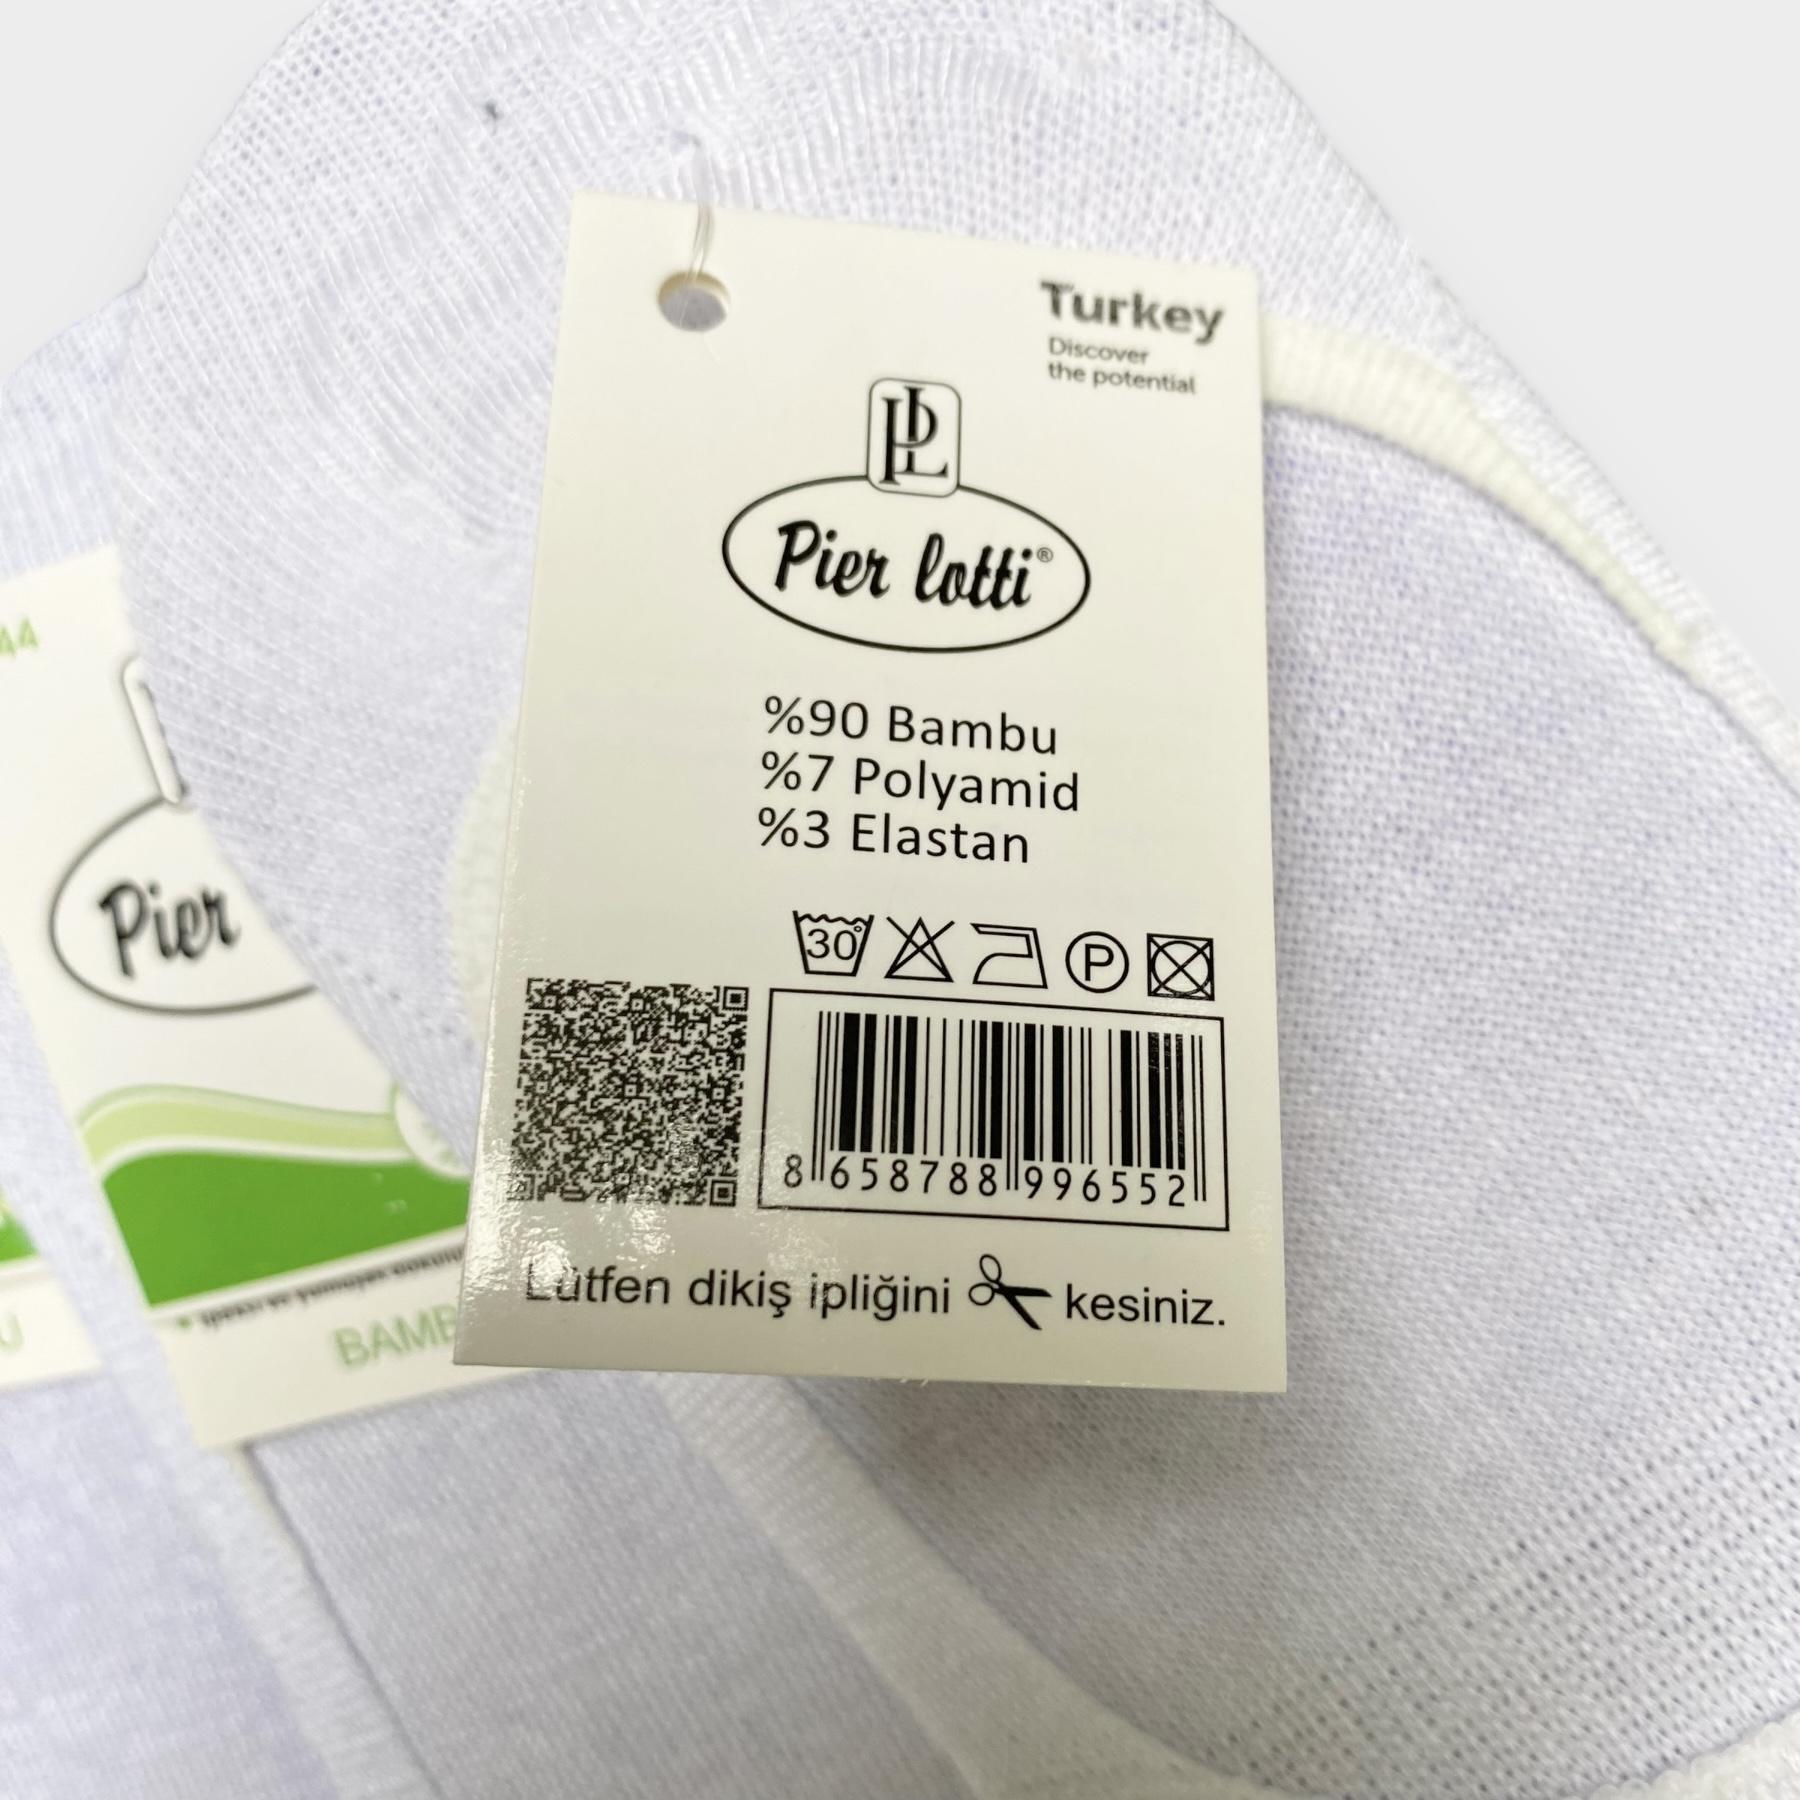 Turkey
Discover
the potential
PL
Pier lotti®
%90 Bambu
%7 Polyamid
%3 Elastan
30°
P
8 658788 996552
Lütfen dikiş ipliğini kesiniz.
44
Pier
BAMB
U